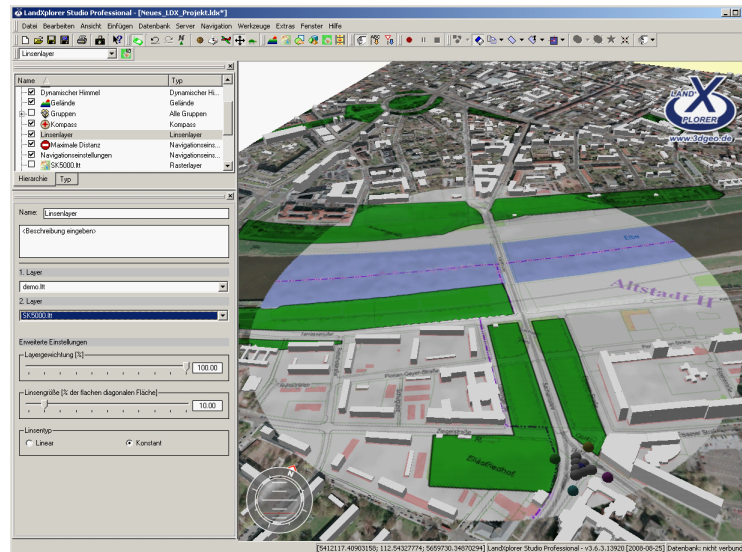 LandXplorer Studio Professional - [Neues_LDX_Projekt.ldx*]
Datei Bearbeiten Ansicht Einfügen Datenbank Server Navigation Werkzeuge Extras Fenster Hilfe
Linsenlayer
Name Typ
Dynamischer Himmel Dynamischer Hi...
Gelände Gelände
Gruppen Alle Gruppen
Kompass Kompass
Linsenlayer Linsenlayer
Maximale Distanz Navigationseins...
Navigationseinstellungen Navigationseins...
SK5000.ltt Rasterlayer
Hierarchie Typ
Name: Linsenlayer
<Beschreibung eingeben>
1. Layer
demo.ltt
2. Layer
SK5000.ltt
Erweiterte Einstellungen
Layergewichtung [%]
100.00
Linsengröße [% der flachen diagonalen Fläche]
10.00
Linsentyp
Linear Konstant
LAND
X
PLORER
www.3dgeo.de
Elbe
Altstadt II
Florian-Geyer-Straße
Ziegelstraße
Eliasfriedhof
N
[5412117.40903158; 112.54327774; 5659730.34870294] LandXplorer Studio Professional - v3.6.3.13920 [2008-08-25] Datenbank: nicht verbund